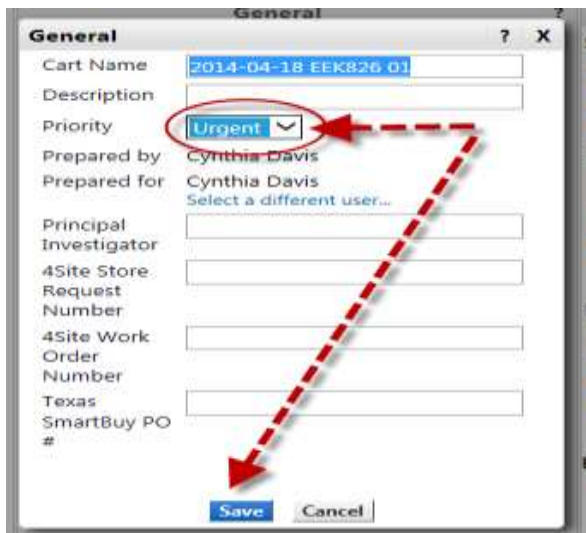 General ?
General ? X
Cart Name 2014-04-18 EEK826 01
Description
Priority Urgent
Prepared by Cynthia Davis
Prepared for Cynthia Davis
Select a different user...
Principal
Investigator
4Site Store
Request
Number
4Site Work
Order
Number
Texas
SmartBuy PO
#
Save Cancel